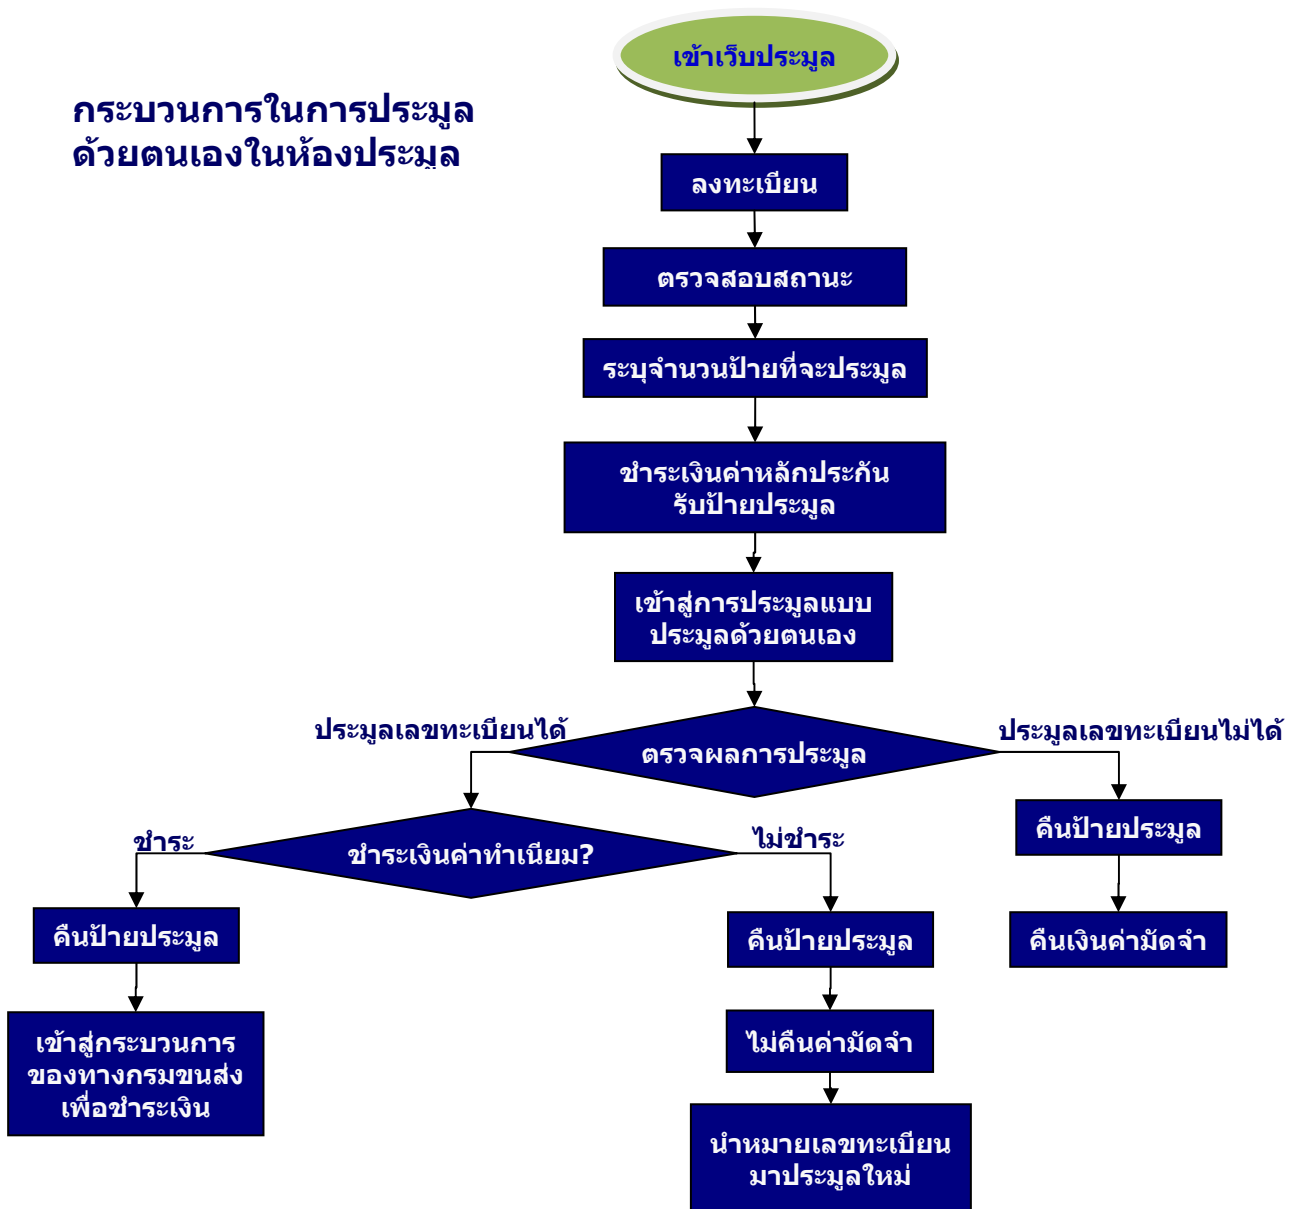 เข้าเว็บประมูล
กระบวนการในการประมูล
ด้วยตนเองในห้องประมูล
ลงทะเบียน
ตรวจสอบสถานะ
ระบุจำนวนป้ายที่จะประมูล
ชำระเงินค่าหลักประกัน
รับป้ายประมูล
เข้าสู่การประมูลแบบ
ประมูลด้วยตนเอง
ประมูลเลขทะเบียนได้
ตรวจผลการประมูล
ประมูลเลขทะเบียนไม่ได้
ชำระ
ชำระเงินค่าทำเนียม?
ไม่ชำระ
คืนป้ายประมูล
คืนป้ายประมูล
คืนป้ายประมูล
คืนเงินค่ามัดจำ
เข้าสู่กระบวนการ
ของทางกรมขนส่ง
เพื่อชำระเงิน
ไม่คืนค่ามัดจำ
นำหมายเลขทะเบียน
มาประมูลใหม่